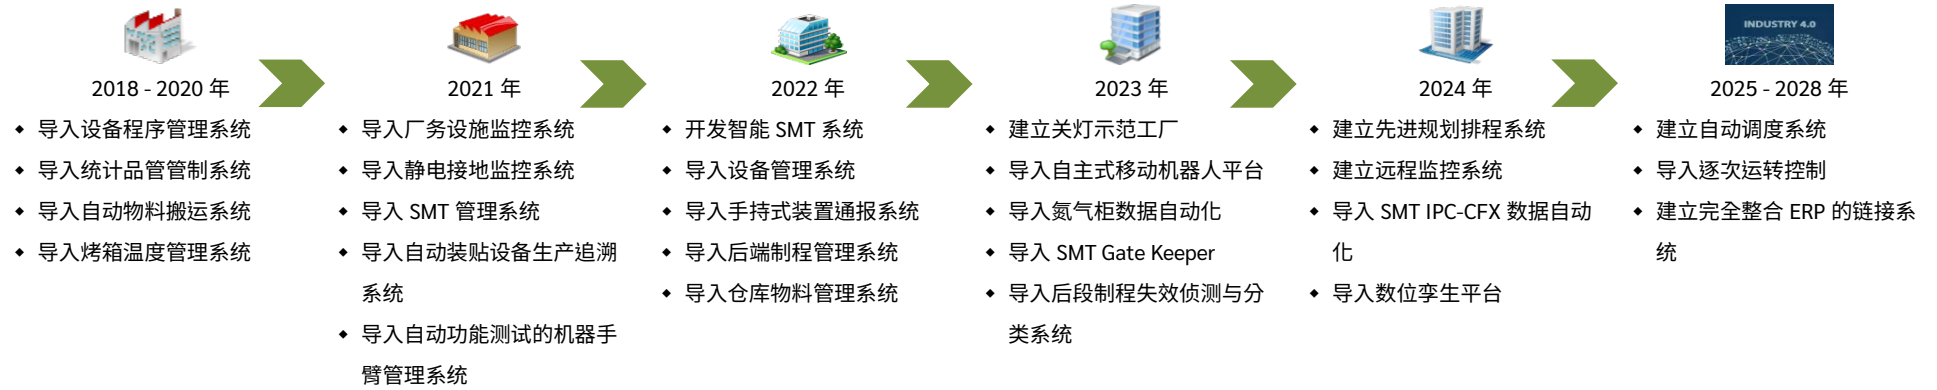 INDUSTRY 4.0
2018 - 2020 年
导入设备程序管理系统
导入统计品管管制系统
导入自动物料搬运系统
导入烤箱温度管理系统
2021 年
导入厂务设施监控系统
导入静电接地监控系统
导入 SMT 管理系统
导入自动装贴设备生产追溯
系统
导入自动功能测试的机器手
臂管理系统
2022 年
开发智能 SMT 系统
导入设备管理系统
导入手持式装置通报系统
导入后端制程管理系统
导入仓库物料管理系统
2023 年
建立关灯示范工厂
导入自主式移动机器人平台
导入氮气柜数据自动化
导入 SMT Gate Keeper
导入后段制程失效侦测与分
类系统
2024 年
建立先进规划排程系统
建立远程监控系统
导入 SMT IPC-CFX 数据自动
化
导入数位孪生平台
2025 - 2028 年
建立自动调度系统
导入逐次运转控制
建立完全整合 ERP 的链接系
统